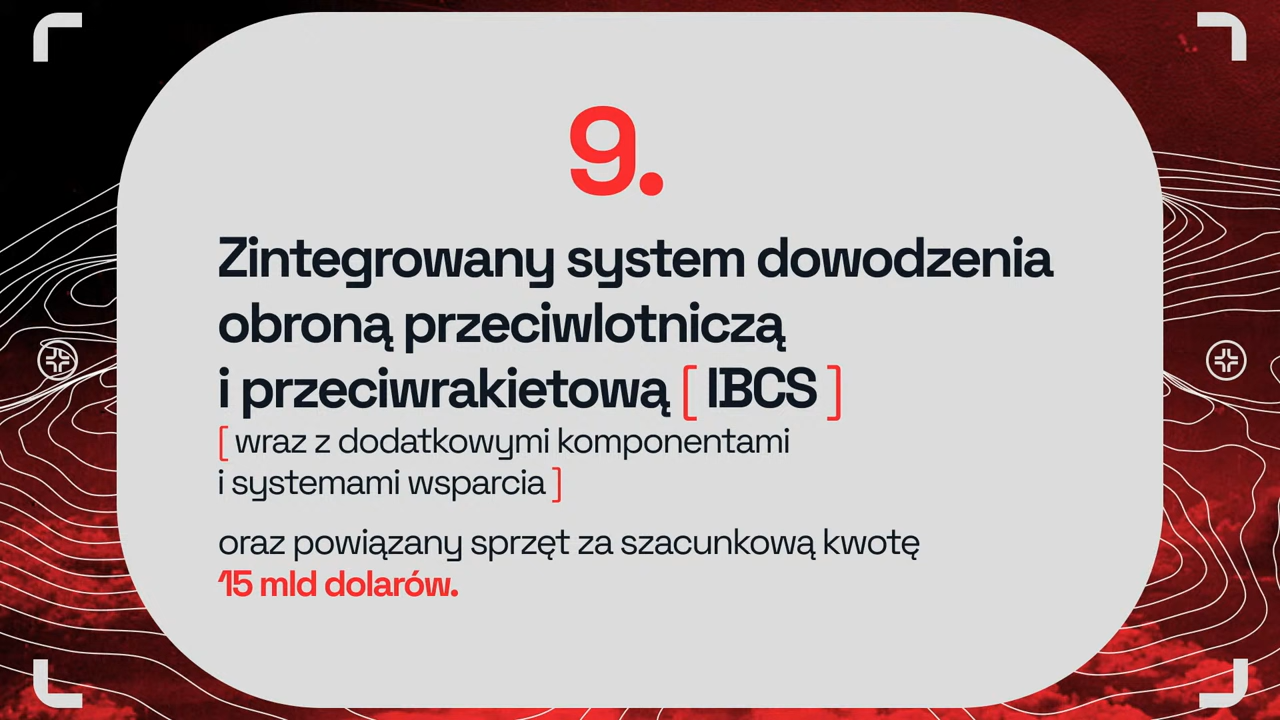 9.
Zintegrowany system dowodzenia
obroną przeciwlotniczą
i przeciwrakietową [ IBCS ]
[ wraz z dodatkowymi komponentami
i systemami wsparcia ]
oraz powiązany sprzęt za szacunkową kwotę
15 mld dolarów.